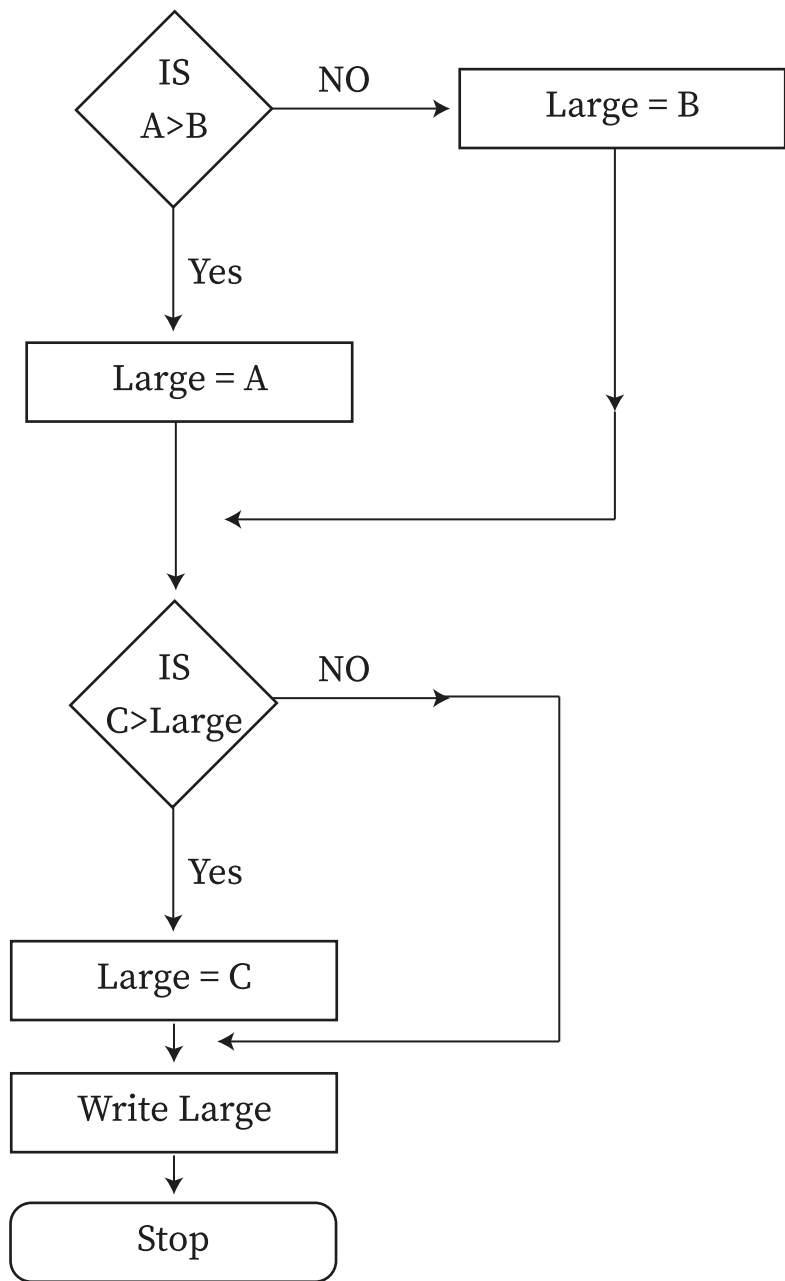 IS
A>B
NO
Large = B
Yes
Large = A
IS
C>Large
NO
Yes
Large = C
Write Large
Stop